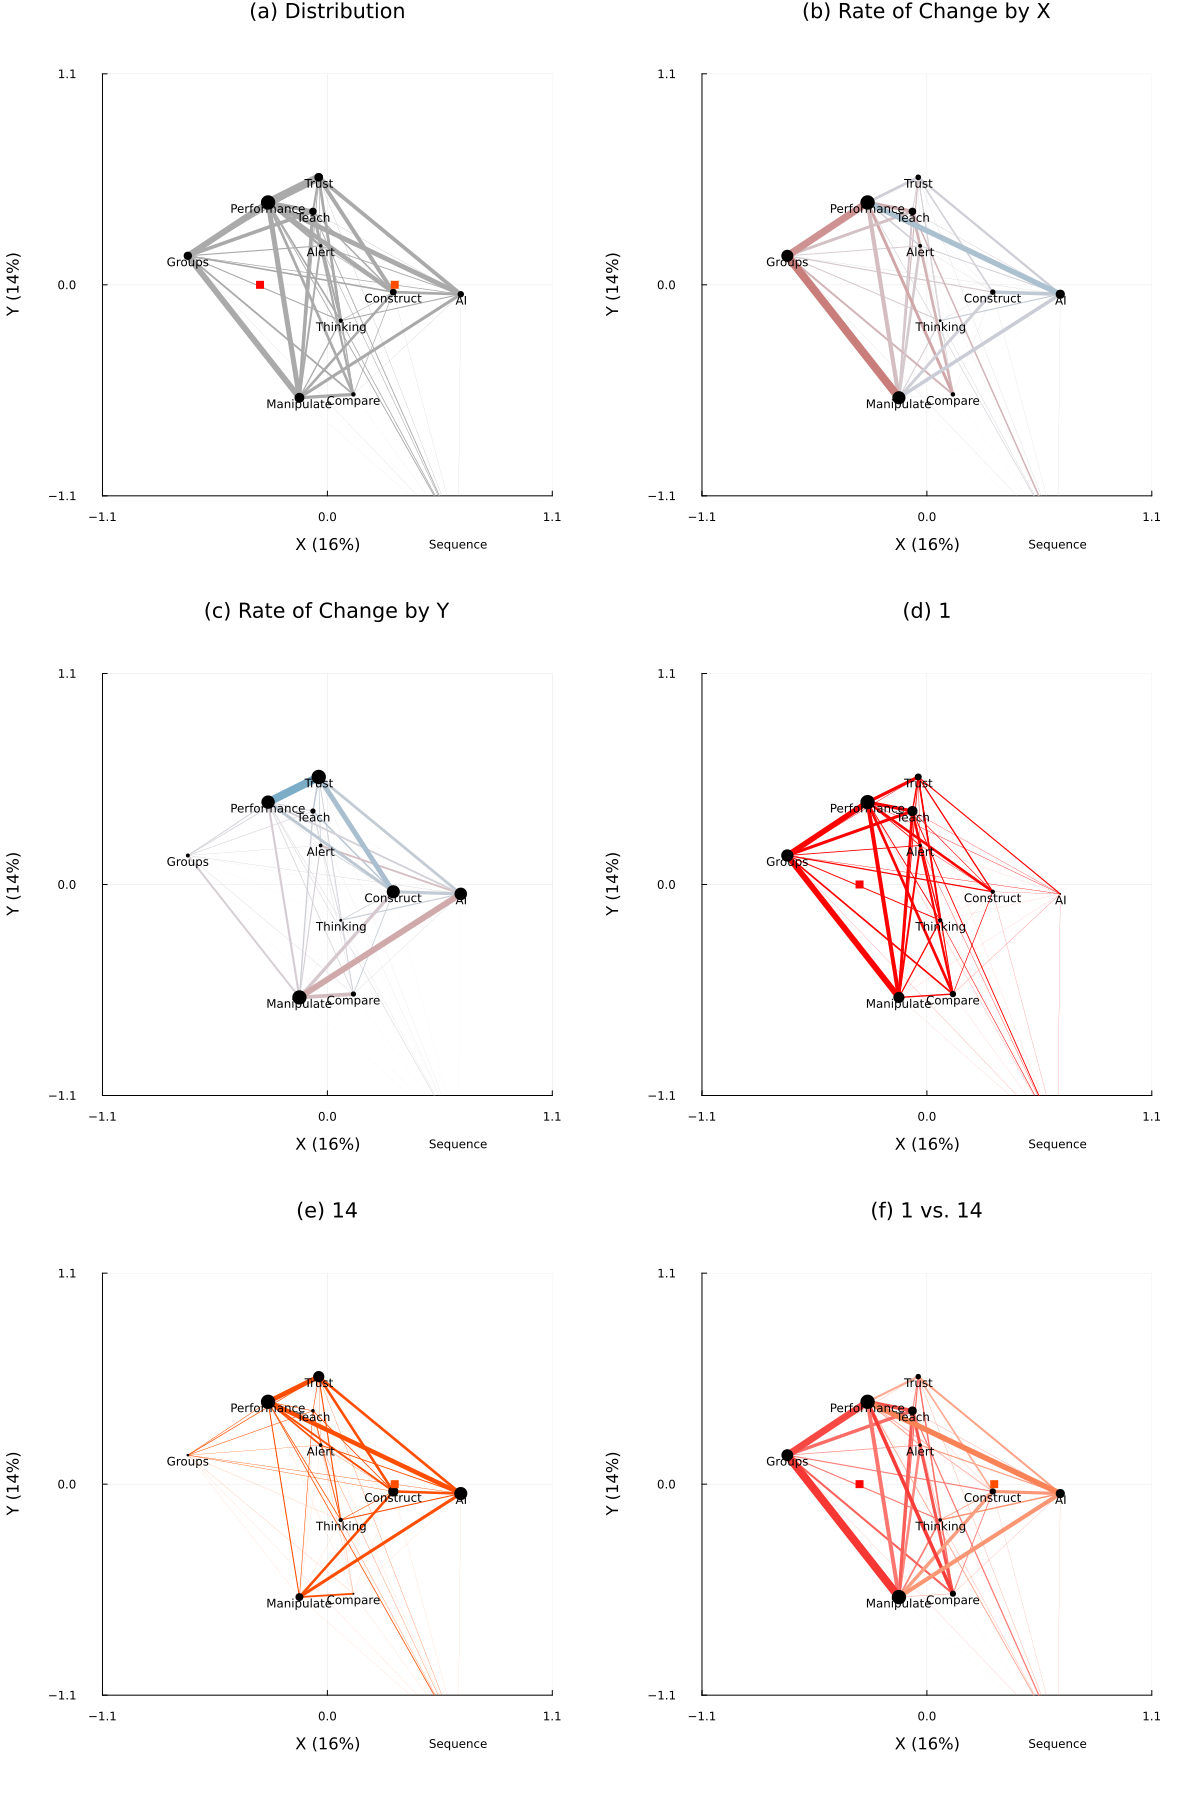 (a) Distribution
1.1
Trust
Performance
Teach
Alert
Groups
Y (14%)
0.0
Construct
AI
Thinking
Manipulate
Compare
−1.1
−1.1
0.0
1.1
X (16%)
Sequence
(b) Rate of Change by X
1.1
Trust
Performance
Teach
Alert
Groups
Y (14%)
0.0
Construct
AI
Thinking
Manipulate
Compare
−1.1
−1.1
0.0
1.1
X (16%)
Sequence
(c) Rate of Change by Y
1.1
Trust
Performance
Teach
Alert
Groups
Y (14%)
0.0
Construct
AI
Thinking
Manipulate
Compare
−1.1
−1.1
0.0
1.1
X (16%)
Sequence
(d) 1
1.1
Trust
Performance
Teach
Alert
Groups
Y (14%)
0.0
Construct
AI
Thinking
Manipulate
Compare
−1.1
−1.1
0.0
1.1
X (16%)
Sequence
(e) 14
1.1
Trust
Performance
Teach
Alert
Groups
Y (14%)
0.0
Construct
AI
Thinking
Manipulate
Compare
−1.1
−1.1
0.0
1.1
X (16%)
Sequence
(f) 1 vs. 14
1.1
Trust
Performance
Teach
Alert
Groups
Y (14%)
0.0
Construct
AI
Thinking
Manipulate
Compare
−1.1
−1.1
0.0
1.1
X (16%)
Sequence